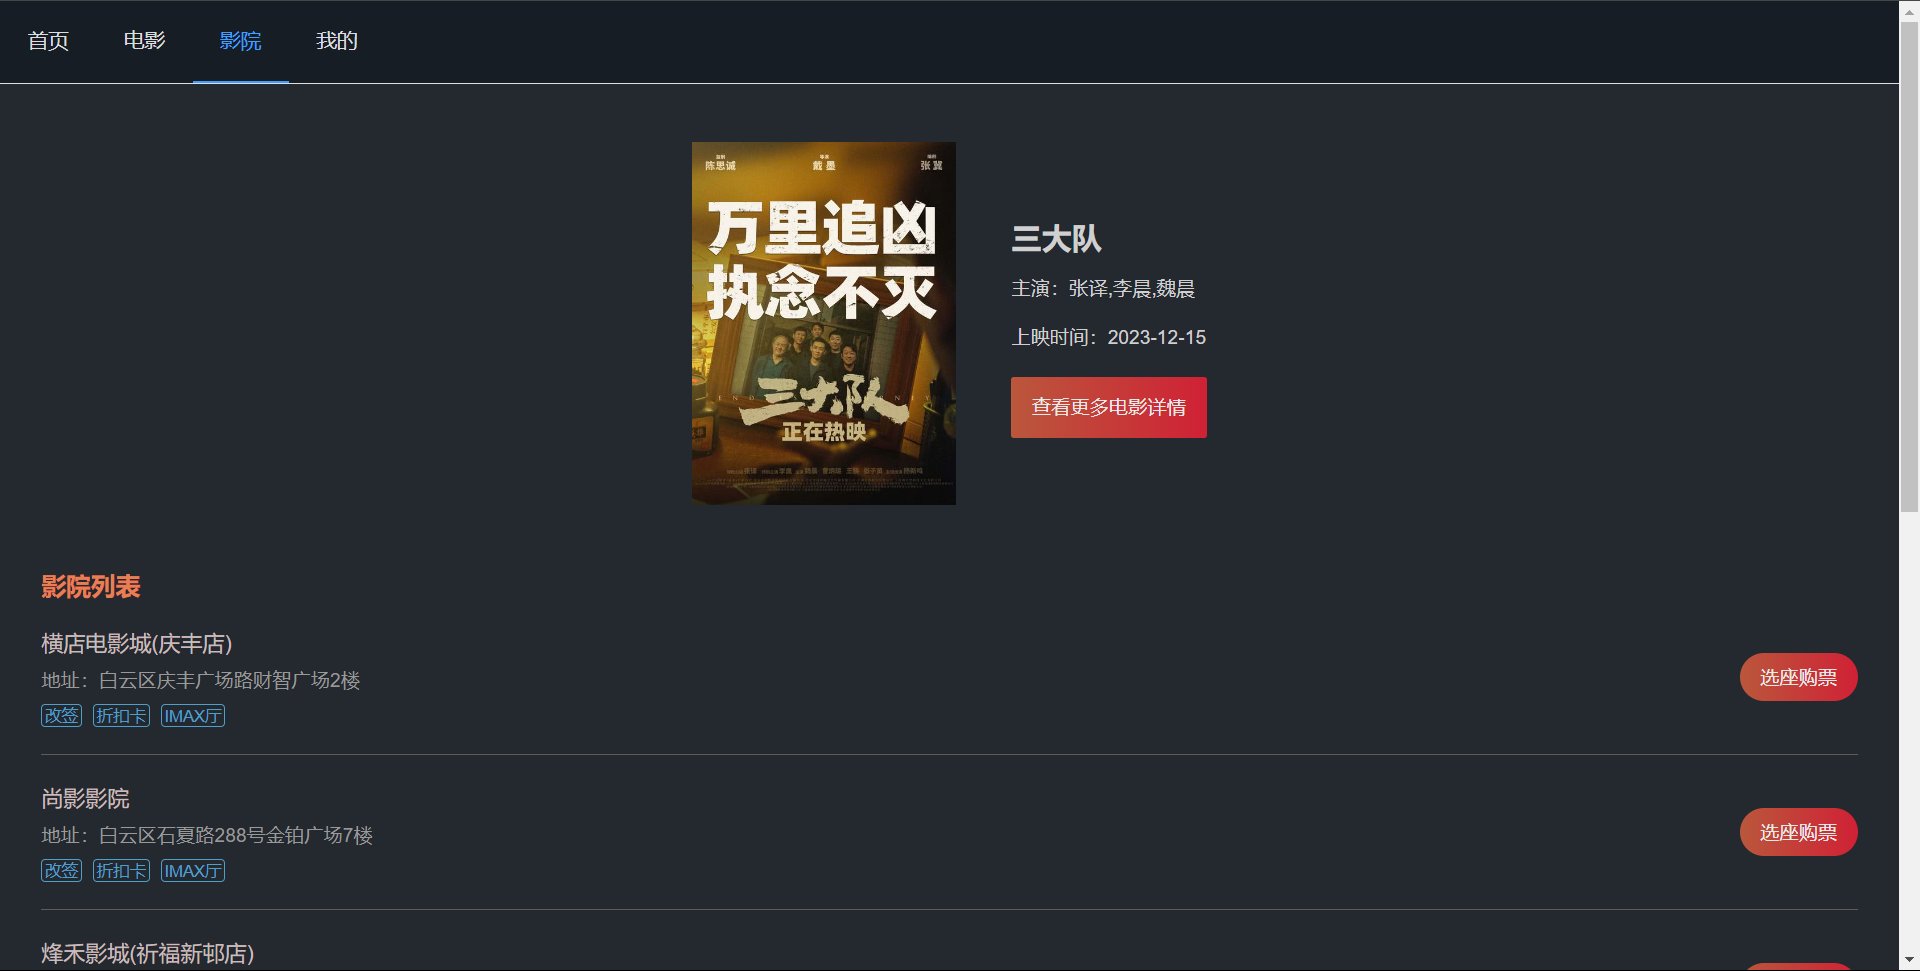 首页
电影
影院
我的
陈思诚
戴墨
张冀
万里追凶
执念不灭
三大队
正在热映
三大队
主演：张译,李晨,魏晨
上映时间：2023-12-15
查看更多电影详情
影院列表
横店电影城(庆丰店)
地址：白云区庆丰广场路财智广场2楼
改签 折扣卡 IMAX厅
选座购票
尚影影院
地址：白云区石夏路288号金铂广场7楼
改签 折扣卡 IMAX厅
选座购票
烽禾影城(祈福新邨店)